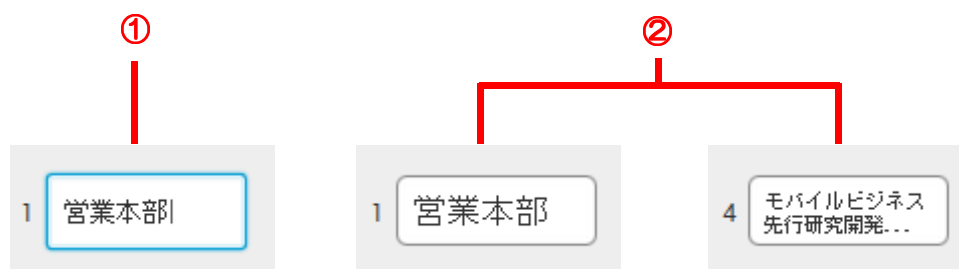 ①
②
1 営業本部
1 営業本部
4 モバイルビジネス
先行研究開発...